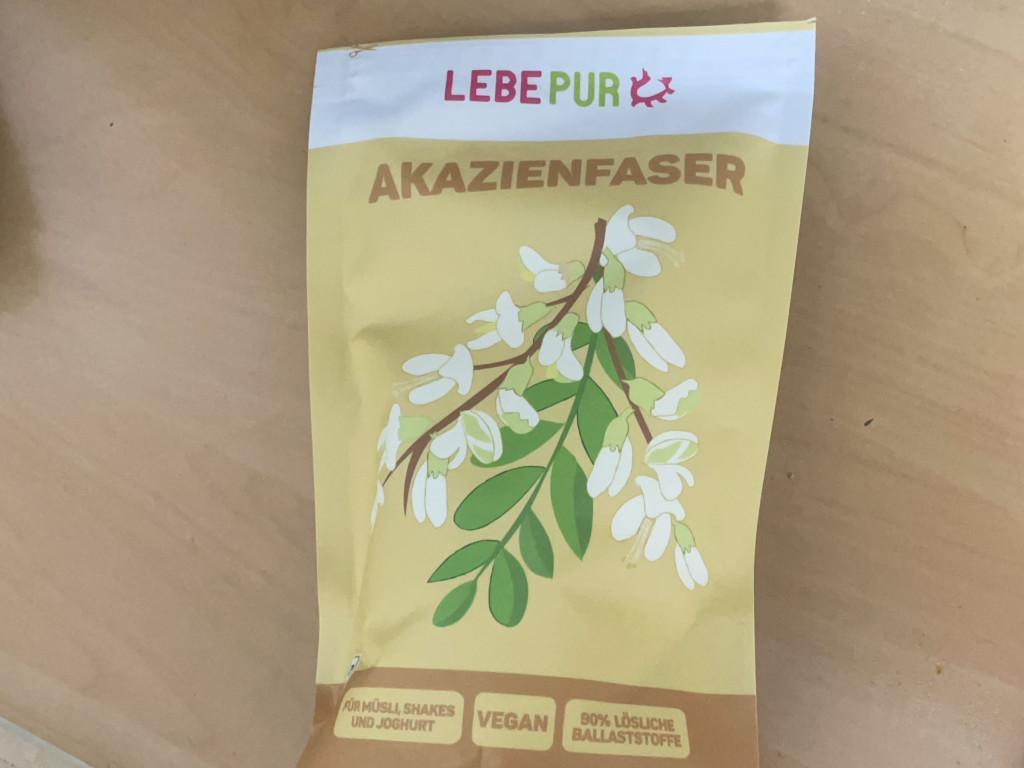 LEBEPUR
AKAZIENFASER
FÜR MÜSLI, SHAKES
UND JOGHURT
VEGAN
90% LÖSLICHE
BALLASTSTOFFE